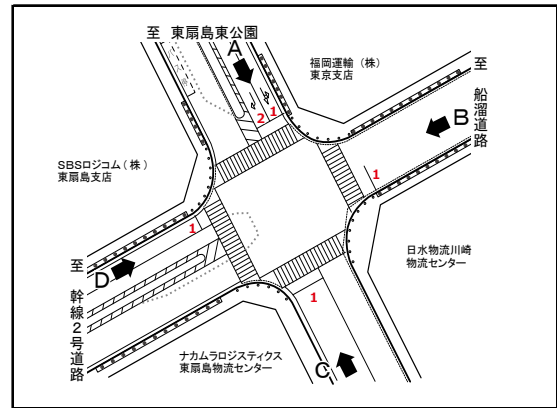 至 東扇島東公園
A
福岡運輸（株）
東京支店
至 船溜道路
B
2
1
1
SBSロジコム（株）
東扇島支店
1
日水物流川崎
物流センター
D
至 幹線２号道路
1
ナカムラロジスティクス
東扇島物流センター
C